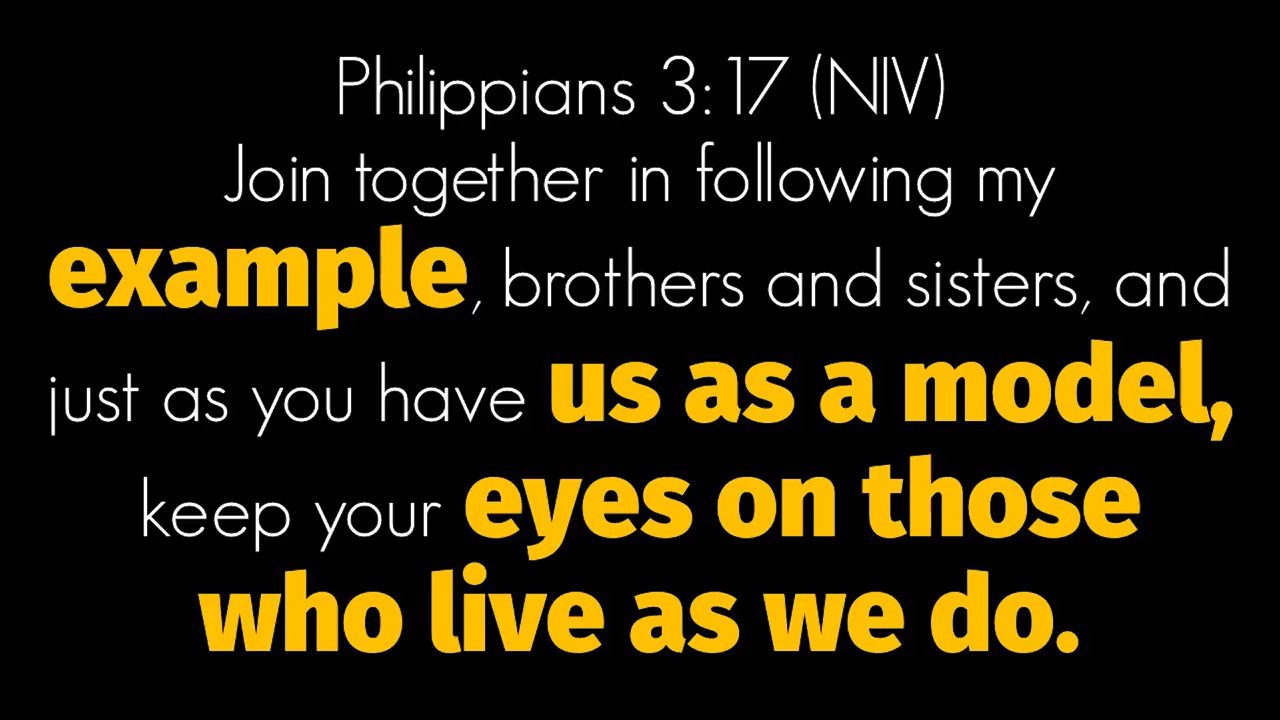 Philippians 3:17 (NIV)
Join together in following my
example, brothers and sisters, and
just as you have us as a model,
keep your eyes on those
who live as we do.